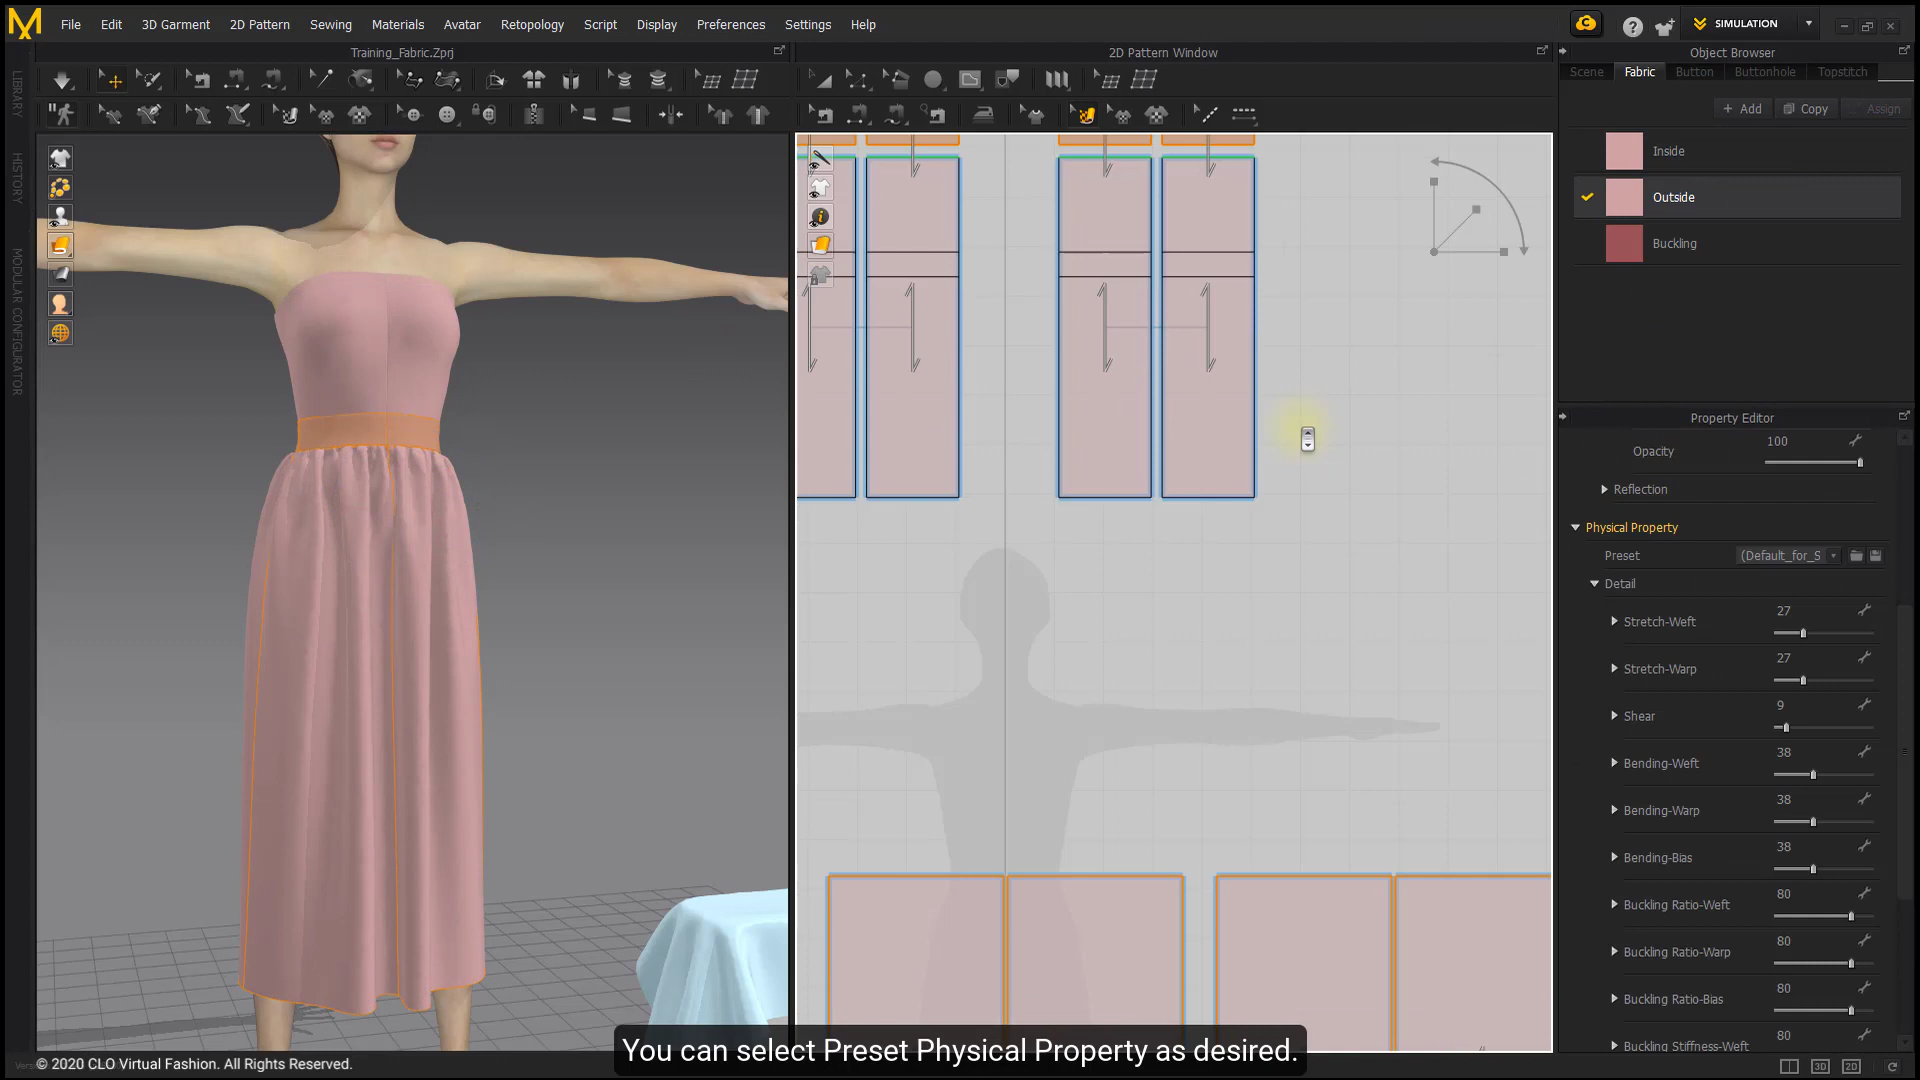 File Edit 3D Garment 2D Pattern Sewing Materials Avatar Retopology Script Display Preferences Settings Help
SIMULATION
Training_Fabric.Zprj
2D Pattern Window
Object Browser
Scene Fabric Button Buttonhole Topstitch
+ Add Copy Assign
Inside
Outside
Buckling
LIBRARY
HISTORY
MODULAR CONFIGURATOR
Property Editor
Opacity 100
Reflection
Physical Property
Preset (Default_for_S
Detail
Stretch-Weft 27
Stretch-Warp 27
Shear 9
Bending-Weft 38
Bending-Warp 38
Bending-Bias 38
Buckling Ratio-Weft 80
Buckling Ratio-Warp 80
Buckling Ratio-Bias 80
Buckling Stiffness-Weft 80
You can select Preset Physical Property as desired.
© 2020 CLO Virtual Fashion. All Rights Reserved.
3D 2D